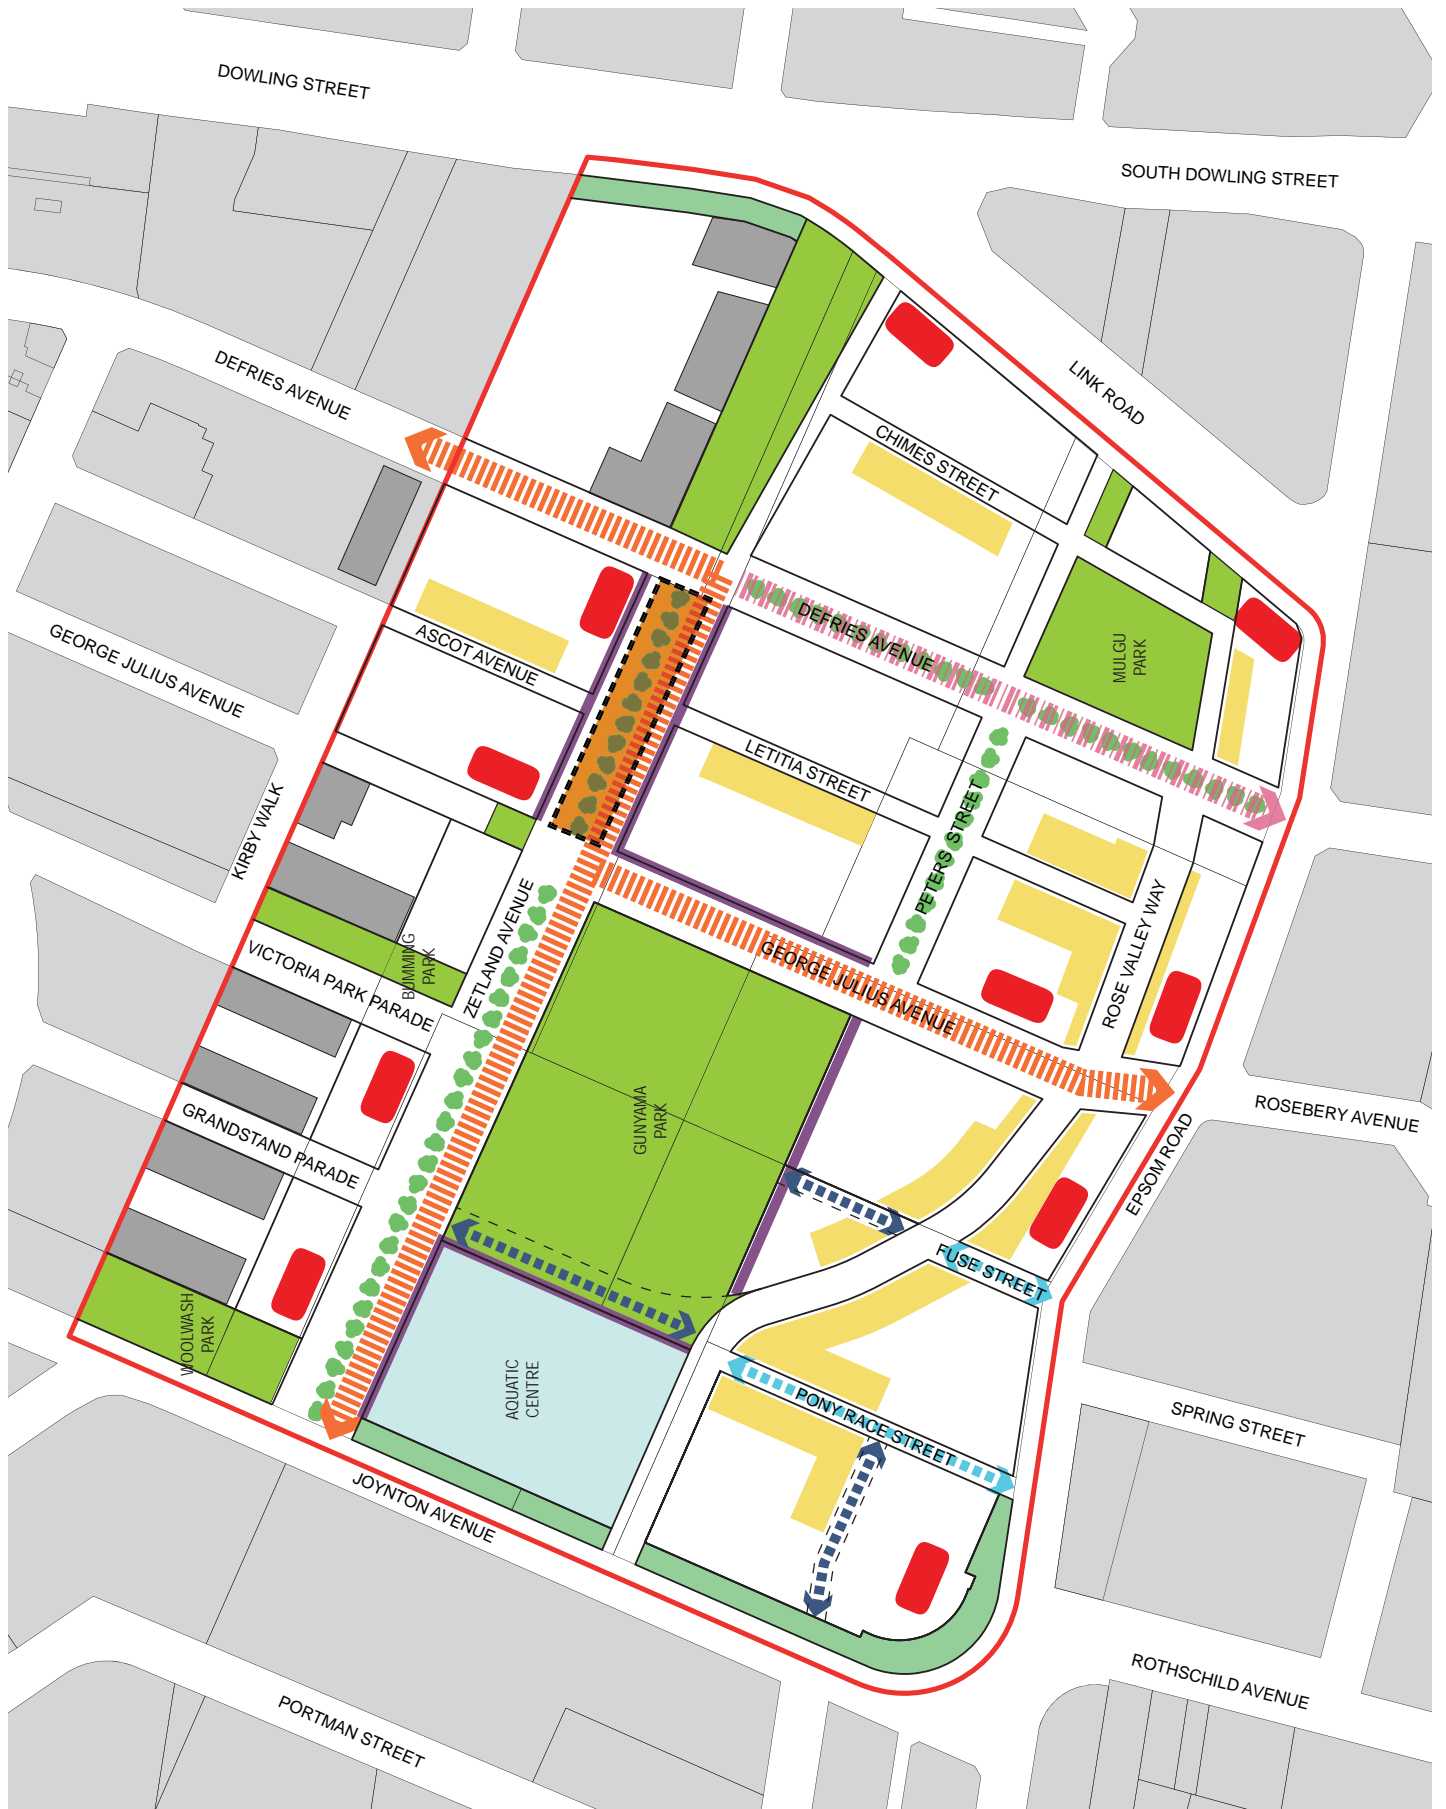 DOWLING STREET
SOUTH DOWLING STREET
DEFRIES AVENUE
LINK ROAD
CHIMES STREET
GEORGE JULIUS AVENUE
ASCOT AVENUE
DEFRIES AVENUE
MULGU
PARK
LETITIA STREET
KIRBY WALK
PETERS STREET
ZETLAND AVENUE
BUMMING
PARK
VICTORIA PARK PARADE
GEORGE JULIUS AVENUE
ROSE VALLEY WAY
GRANDSTAND PARADE
GUNYAMA
PARK
ROSEBERY AVENUE
EPSOM ROAD
FUSE STREET
WOOLWASH
PARK
AQUATIC
CENTRE
PONY RACE STREET
SPRING STREET
JOYNTON AVENUE
ROTHSCHILD AVENUE
PORTMAN STREET